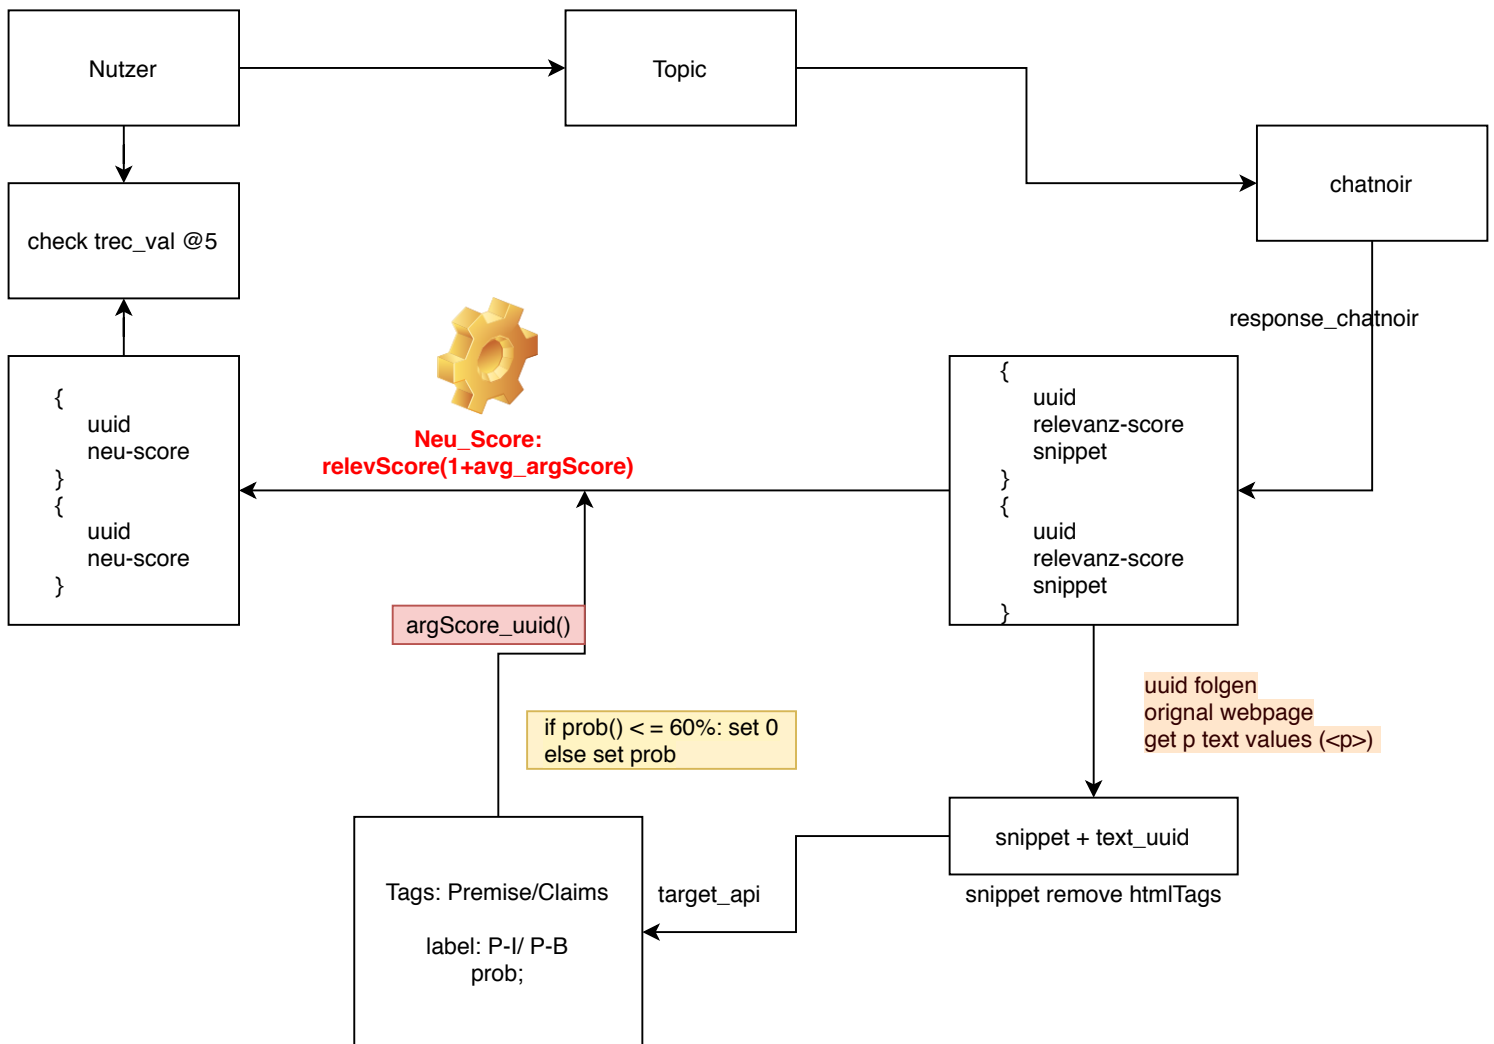 Nutzer
Topic
chatnoir
check trec_val @5
response_chatnoir
{
uuid
neu-score
}
{
uuid
neu-score
}
Neu_Score:
relevScore(1+avg_argScore)
{
uuid
relevanz-score
snippet
}
{
uuid
relevanz-score
snippet
}
argScore_uuid()
uuid folgen
orignal webpage
get p text values (<p>)
if prob() < = 60%: set 0
else set prob
snippet + text_uuid
snippet remove htmlTags
target_api
Tags: Premise/Claims
label: P-I/ P-B
prob;